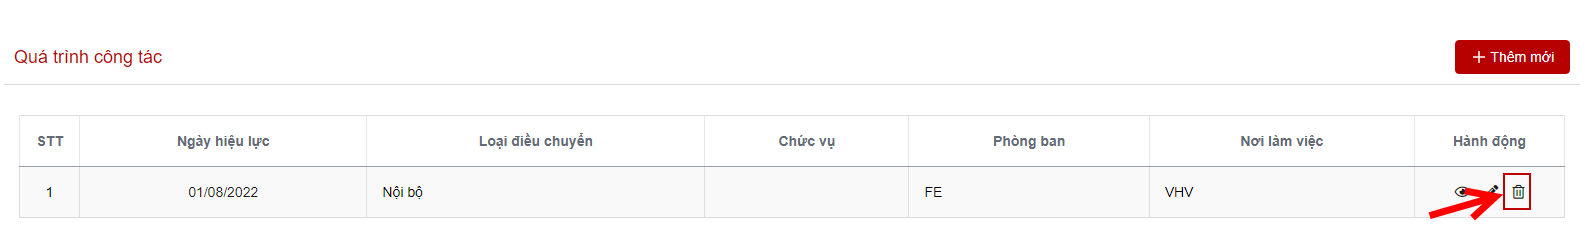 Quá trình công tác
Thêm mới
STT Ngày hiệu lực Loại điều chuyển Chức vụ Phòng ban Nơi làm việc Hành động
1 01/08/2022 Nội bộ FE VHV